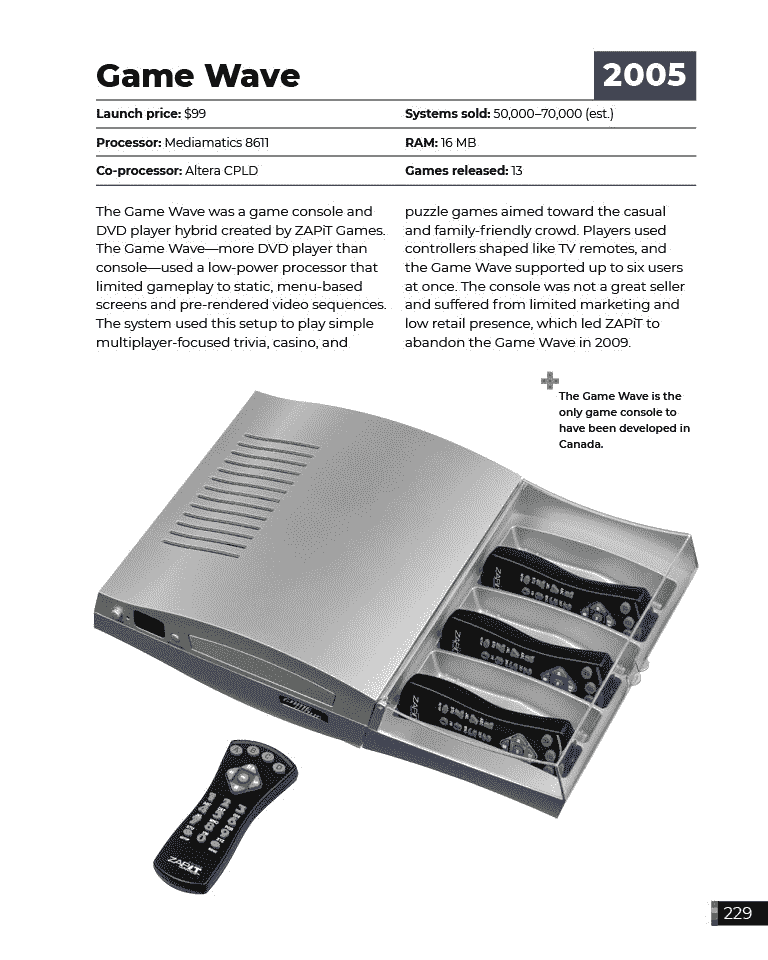 Game Wave
2005
Launch price: $99
Systems sold: 50,000–70,000 (est.)
Processor: Mediamatics 8611
RAM: 16 MB
Co-processor: Altera CPLD
Games released: 13
The Game Wave was a game console and
DVD player hybrid created by ZAPiT Games.
The Game Wave—more DVD player than
console—used a low-power processor that
limited gameplay to static, menu-based
screens and pre-rendered video sequences.
The system used this setup to play simple
multiplayer-focused trivia, casino, and
puzzle games aimed toward the casual
and family-friendly crowd. Players used
controllers shaped like TV remotes, and
the Game Wave supported up to six users
at once. The console was not a great seller
and suffered from limited marketing and
low retail presence, which led ZAPiT to
abandon the Game Wave in 2009.
The Game Wave is the
only game console to
have been developed in
Canada.
ZAPiT
229